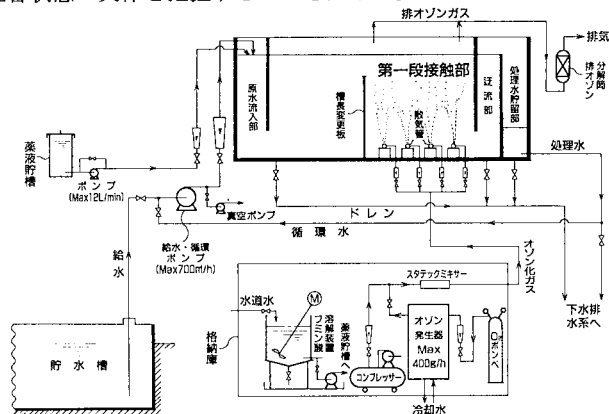 排オゾンガス
排気
排オゾン
分解筒
第一段接触部
原水流入部
槽長変更板
散気管
迂流部
処理水貯留部
処理水
薬液貯槽
ポンプ
(Max12L/min)
真空ポンプ
ドレン
循環水
給水・循環
ポンプ
(Max700m/h)
給水
オゾン化ガス
スタテックミキサー
水道水
M
溶解装置
フミン酸
薬液貯槽へ
オゾン
発生器
Max
400g/h
O₂ボンベ
下水排
水系へ
格納庫
コンプレッサー
貯水槽
冷却水